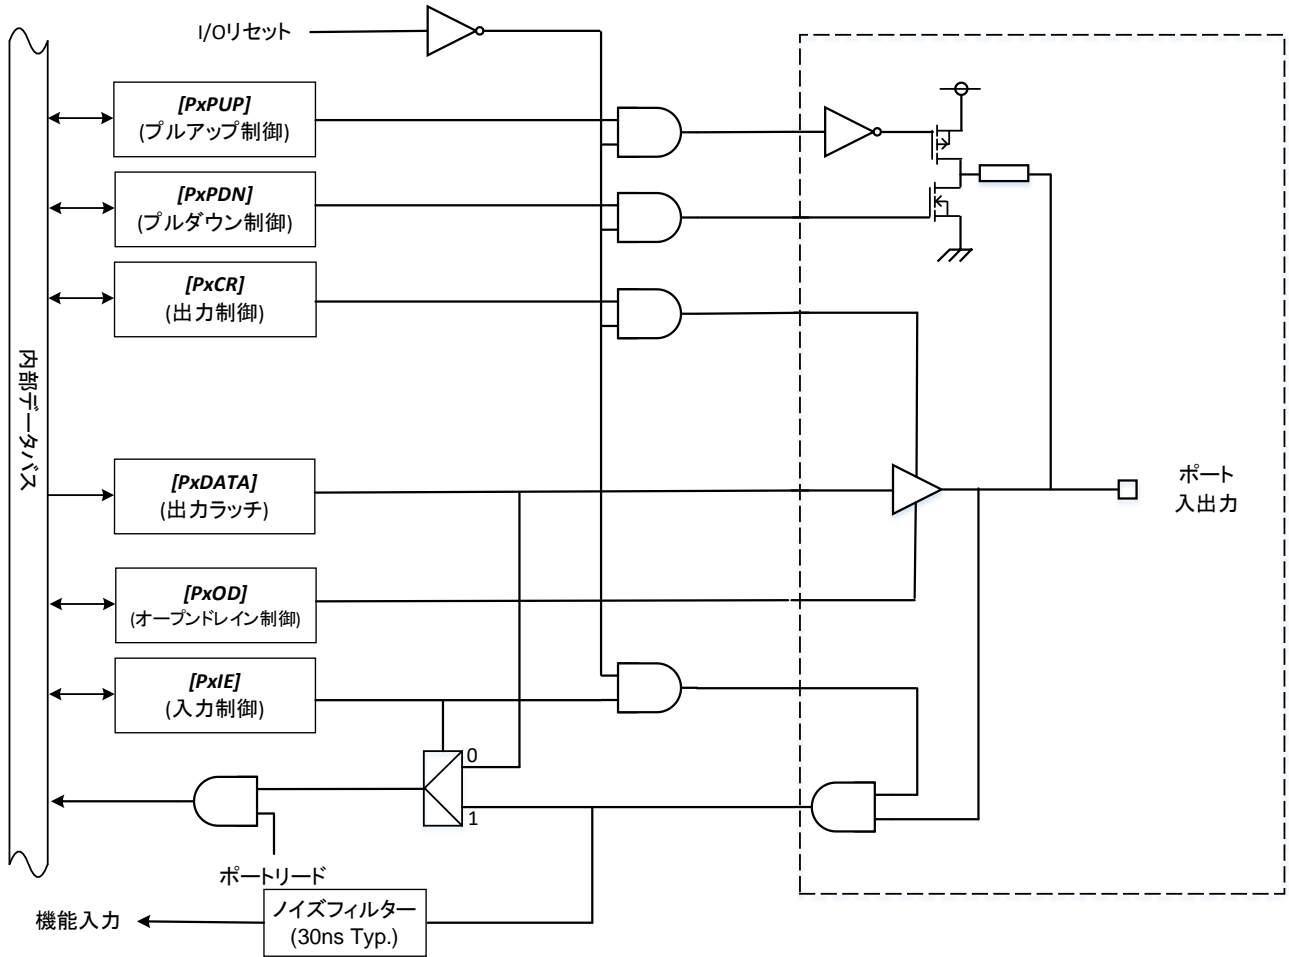 I/Oリセット
[PxPUP]
(プルアップ制御)
[PxPDN]
(プルダウン制御)
[PxCR]
(出力制御)
内部データバス
[PxDATA]
(出力ラッチ)
ポート
入出力
[PxOD]
(オープンドレイン制御)
[PxIE]
(入力制御)
0
1
ポートリード
機能入力
ノイズフィルター
(30ns Typ.)